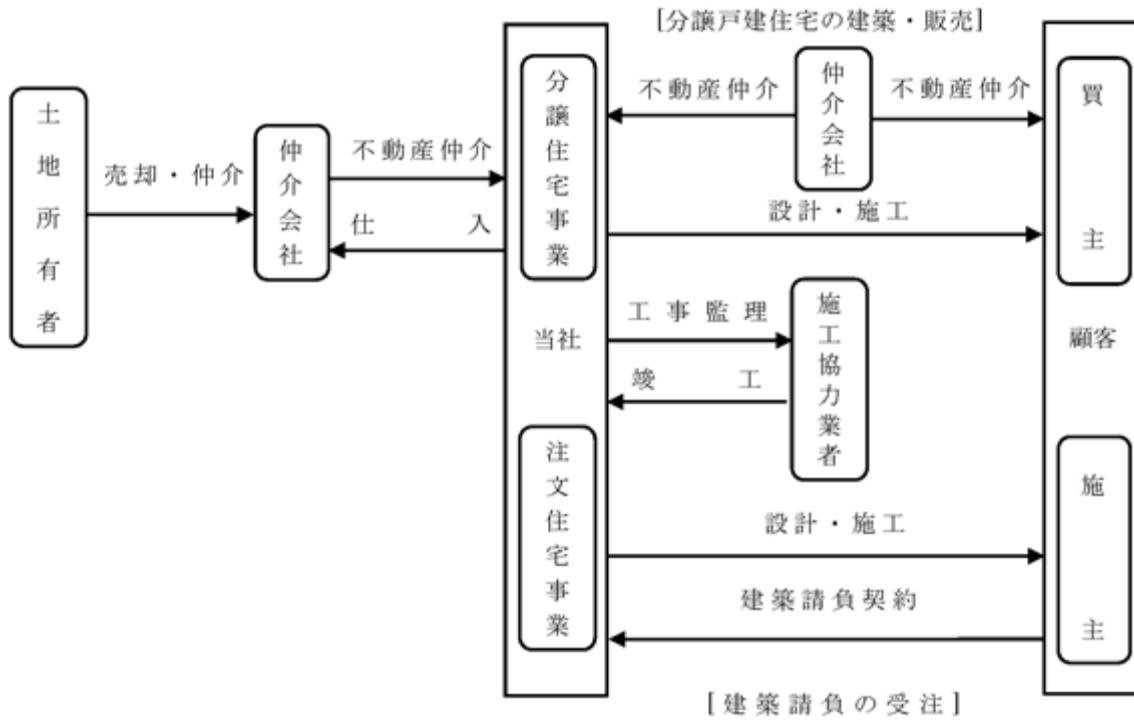 [分譲戸建住宅の建築・販売]
土地所有者
売却・仲介
仲介会社
不動産仲介
仕入
分譲住宅事業
不動産仲介
仲介会社
不動産仲介
買主
設計・施工
当社
工事監理
竣工
施工協力業者
顧客
注文住宅事業
設計・施工
建築請負契約
施主
[建築請負の受注]